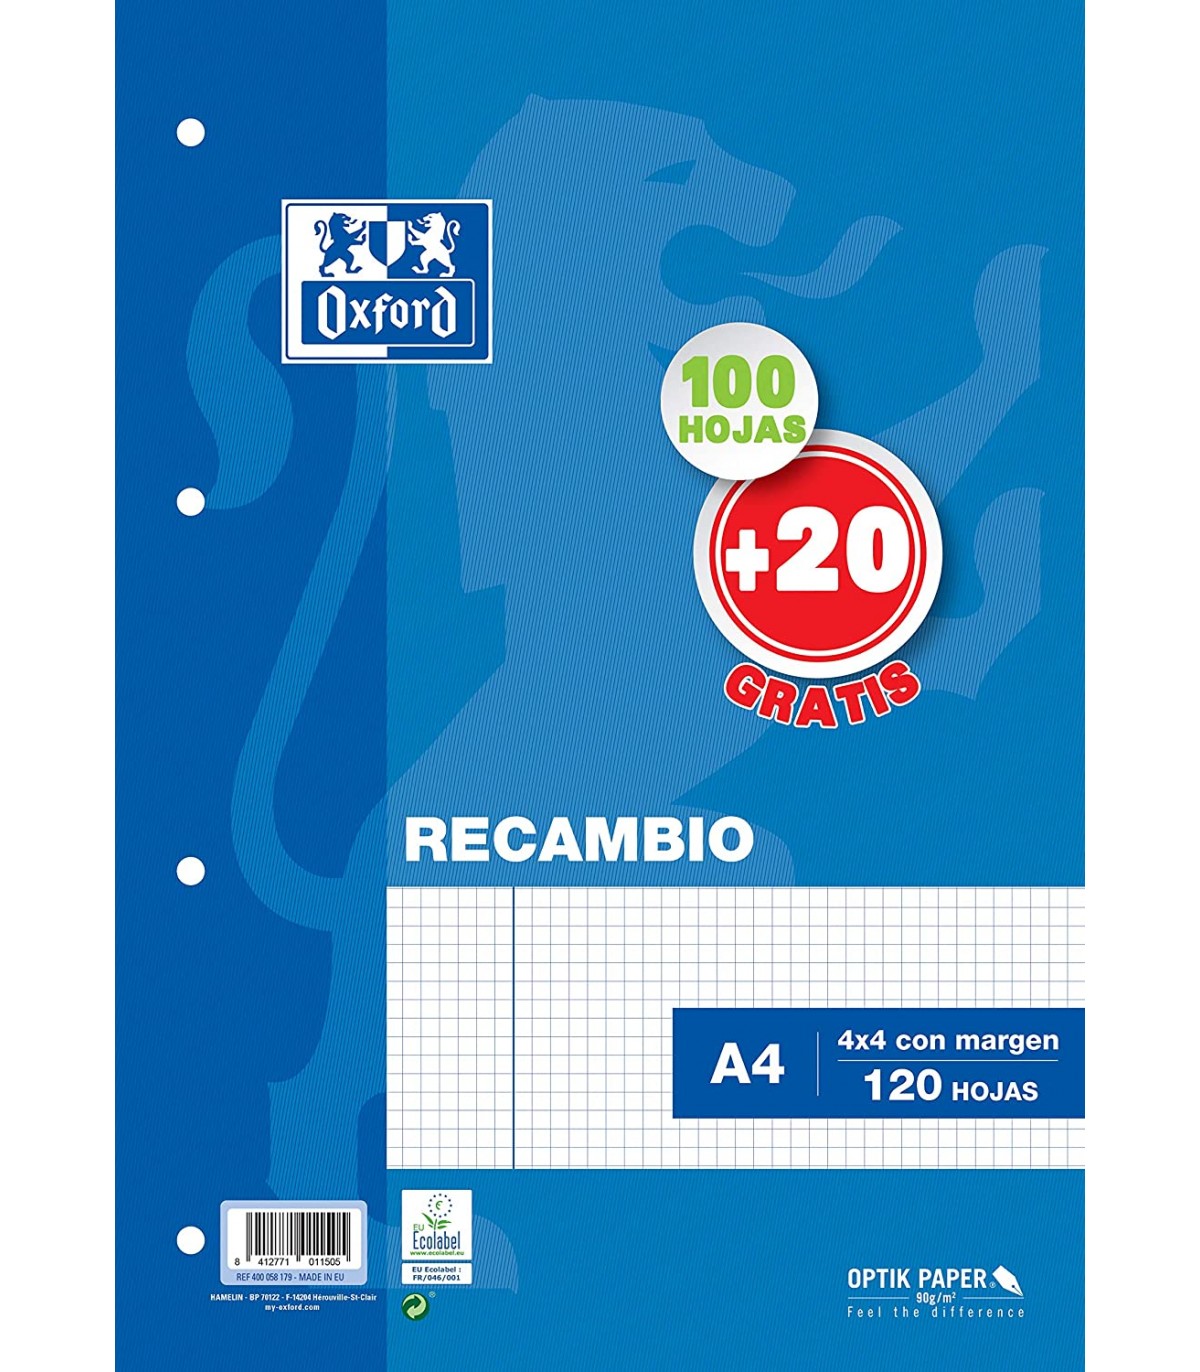 Oxford
100
HOJAS
+20
GRATIS
RECAMBIO
A4
4x4 con margen
120 HOJAS
8 412771 011505
REF 400 058 179 - MADE IN EU
HAMELIN - BP 70122 - F-14204 Hérouville-St-Clair
my-oxford.com
EU
Ecolabel
www.ecolabel.eu
EU Ecolabel :
FR/046/001
OPTIK PAPER®
90g/m²
Feel the difference